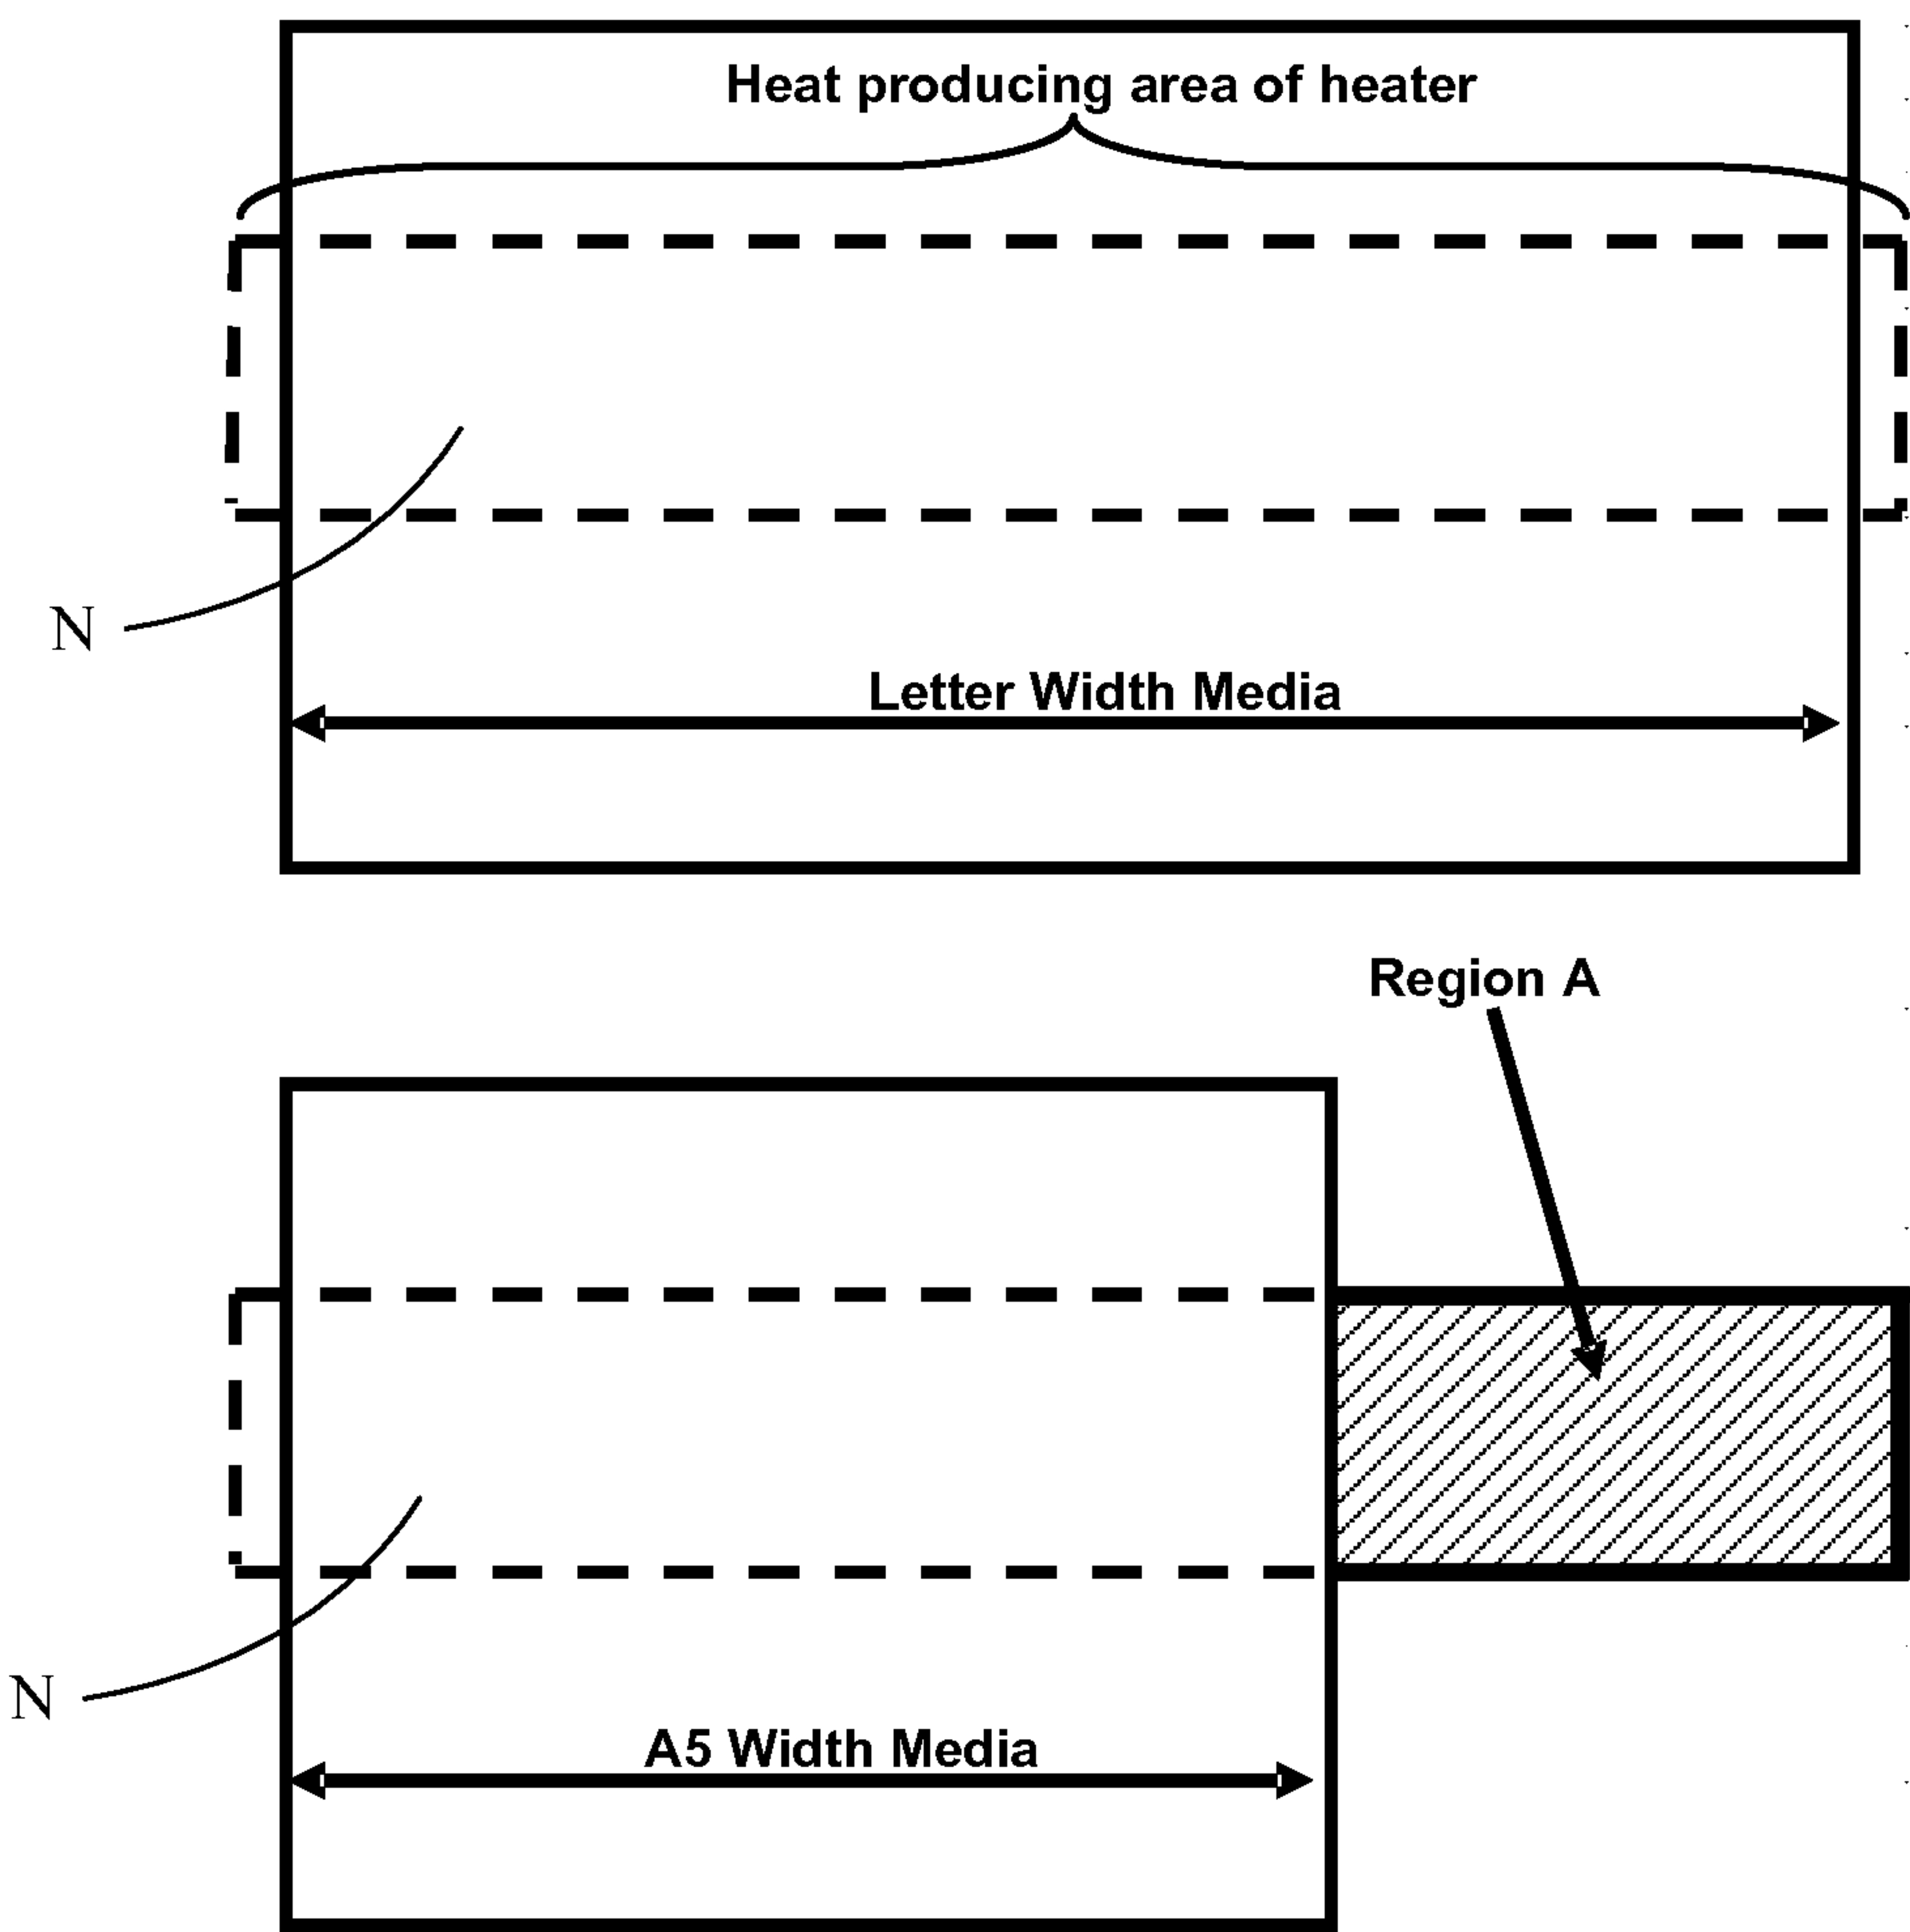 Heat producing area of heater
N
Letter Width Media
Region A
N
A5 Width Media